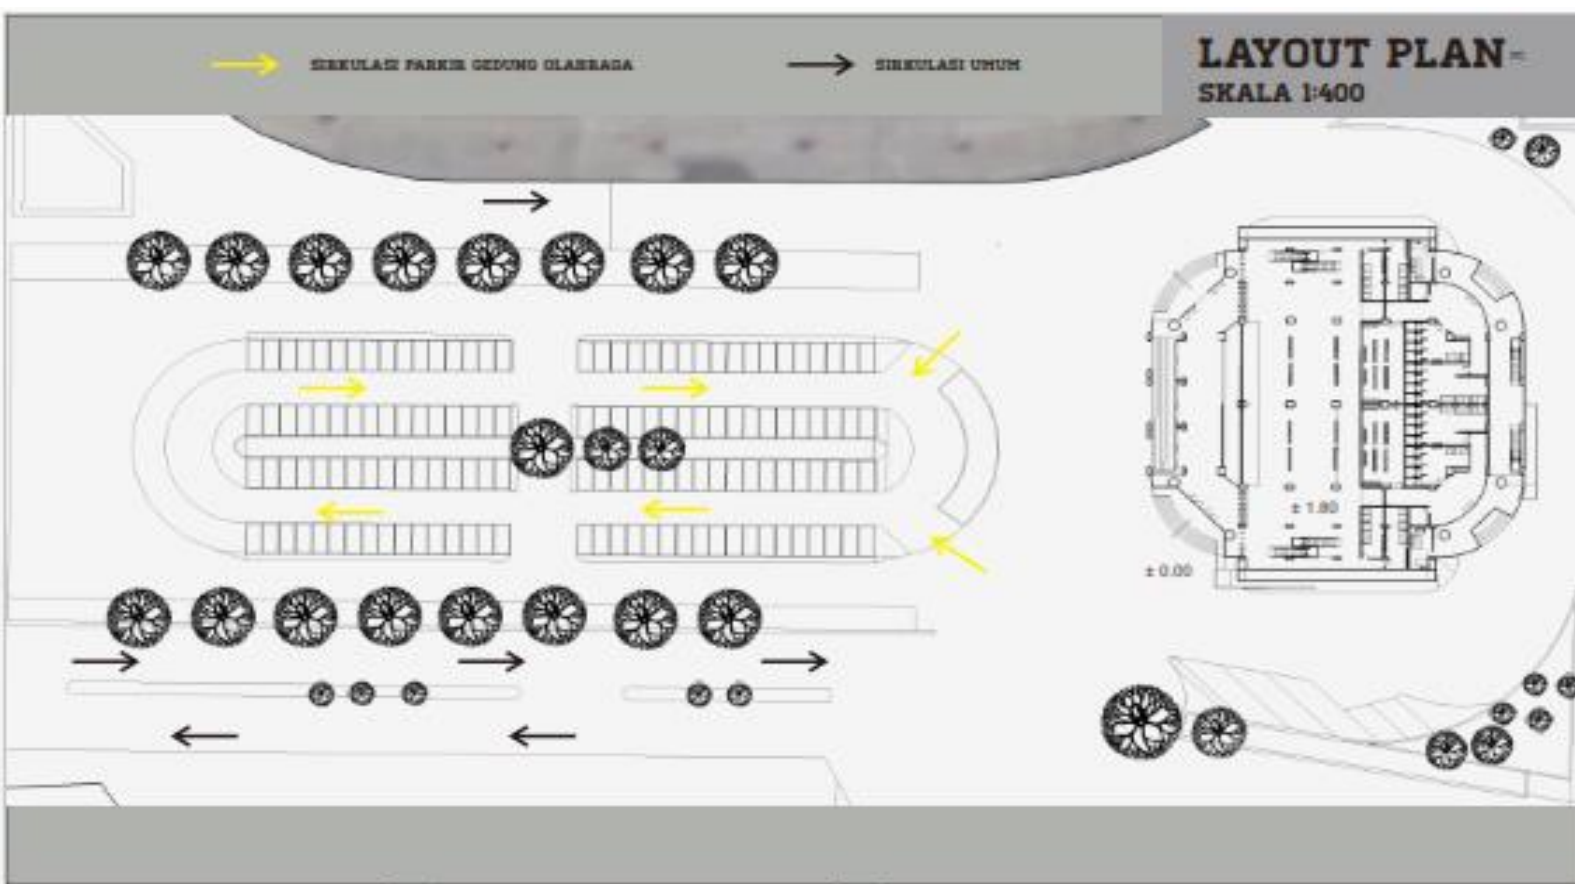 SIRKULASI PARKIR GEDUNG OLAHRAGA
SIRKULASI UMUM
LAYOUT PLAN
SKALA 1:400
± 1.80
± 0.00